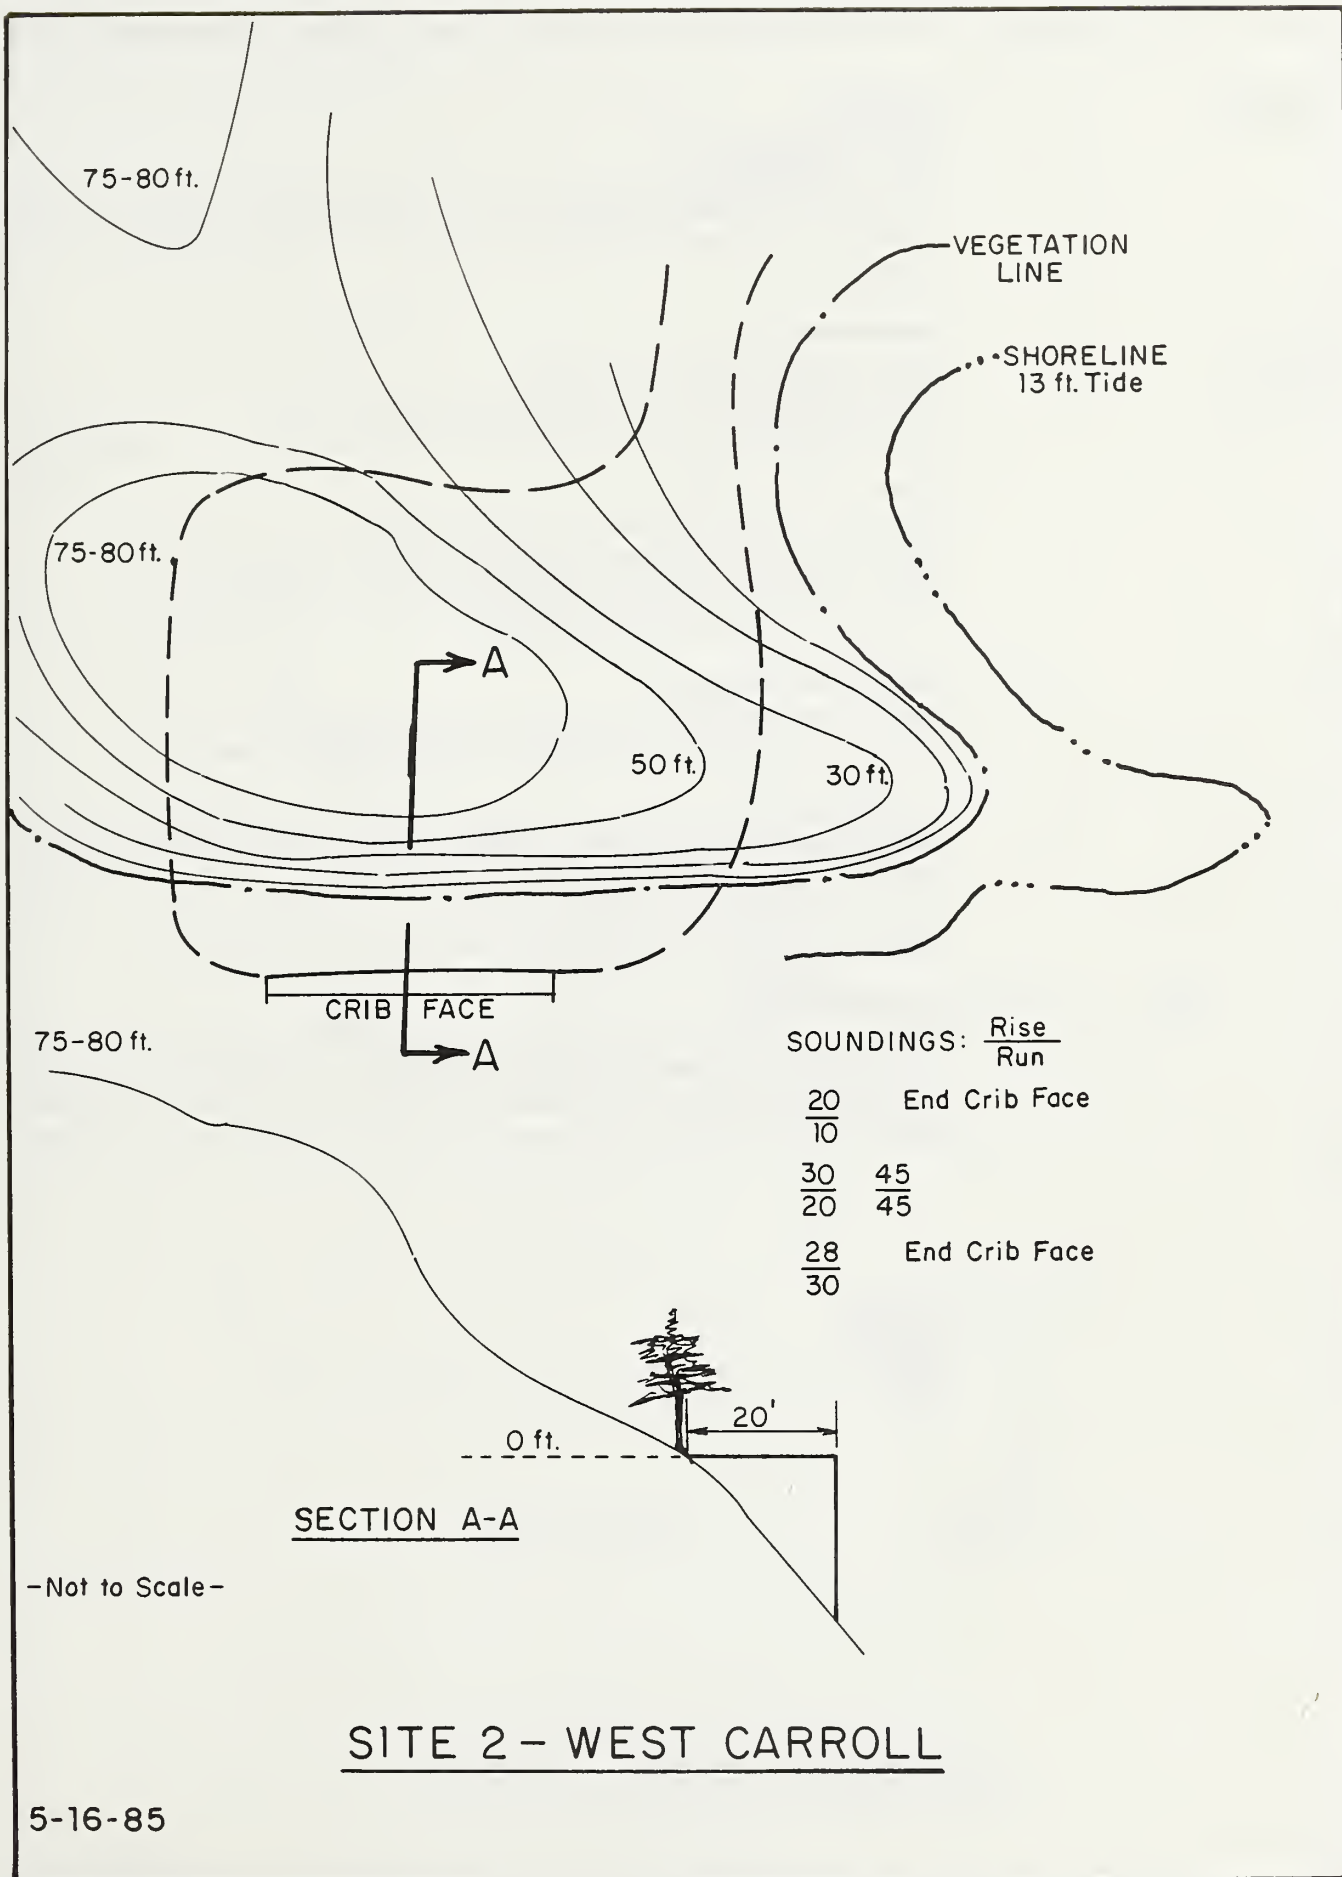 75-80 ft.
VEGETATION
LINE
SHORELINE
13 ft. Tide
75-80 ft.
A
50 ft.
30 ft.
CRIB FACE
A
75-80 ft.
SOUNDINGS: Rise
Run
20 End Crib Face
10
30 45
20 45
28 End Crib Face
30
20'
0 ft.
SECTION A-A
-Not to Scale-
SITE 2 - WEST CARROLL
5-16-85